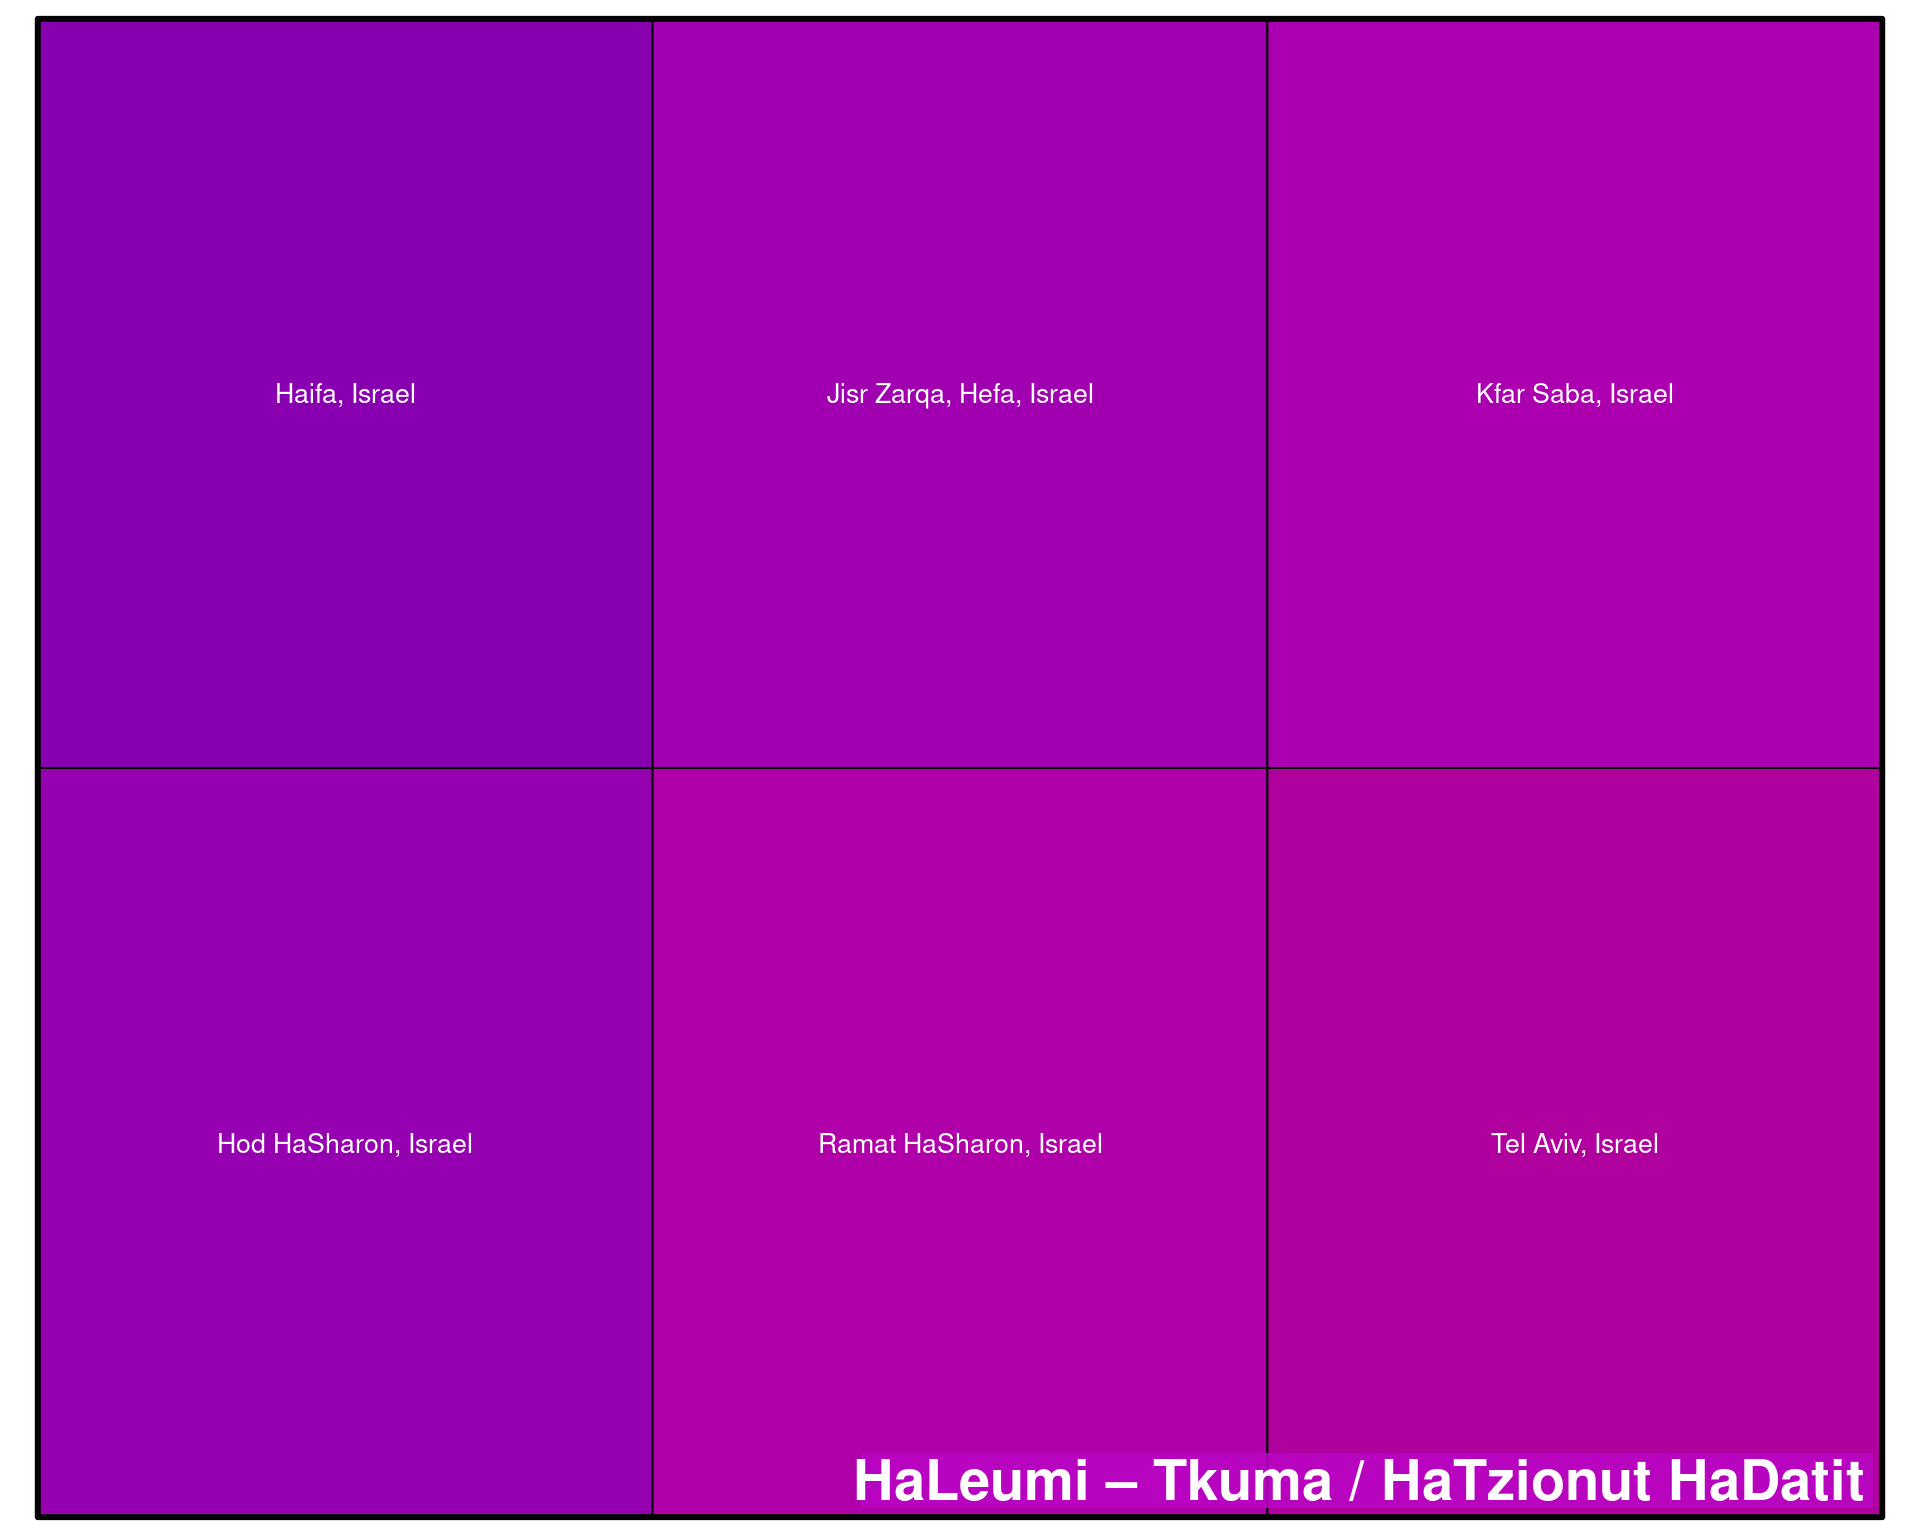 Haifa, Israel
Jisr Zarqa, Hefa, Israel
Kfar Saba, Israel
Hod HaSharon, Israel
Ramat HaSharon, Israel
Tel Aviv, Israel
HaLeumi – Tkuma / HaTzionut HaDatit